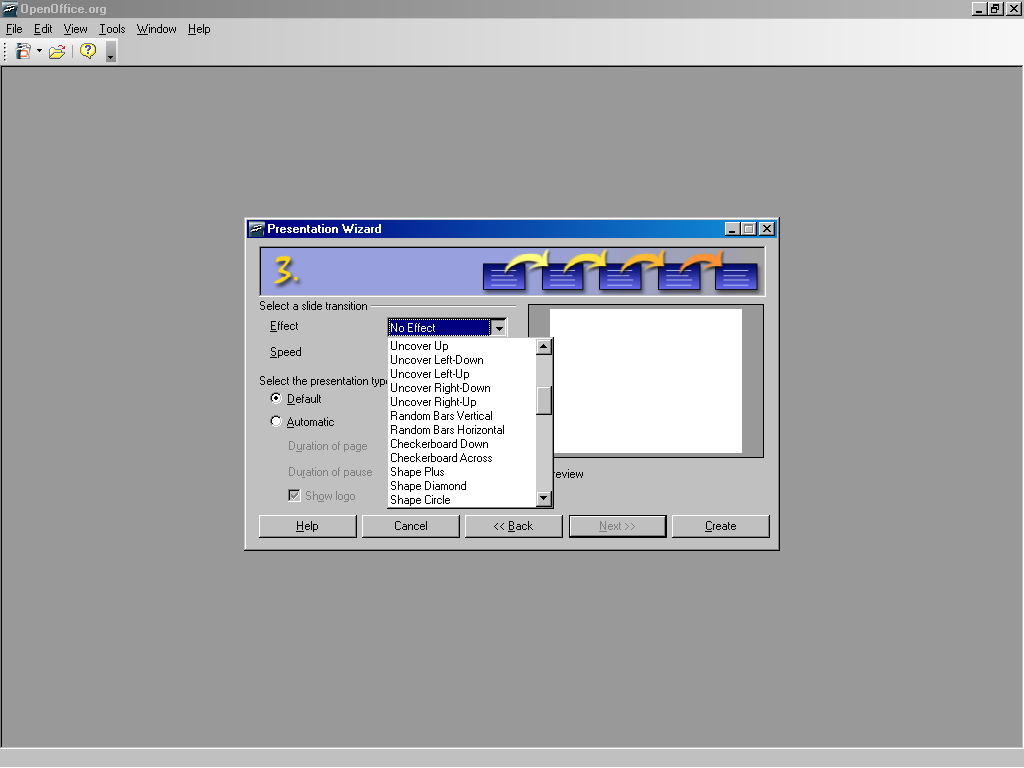 OpenOffice.org
File Edit View Tools Window Help
Presentation Wizard
3.
Select a slide transition
Effect
No Effect
Speed
Uncover Up
Uncover Left-Down
Uncover Left-Up
Uncover Right-Down
Uncover Right-Up
Random Bars Vertical
Random Bars Horizontal
Checkerboard Down
Checkerboard Across
Shape Plus
Shape Diamond
Shape Circle
Select the presentation type
Default
Automatic
Duration of page
Duration of pause
Show logo
review
Help Cancel << Back Next >> Create